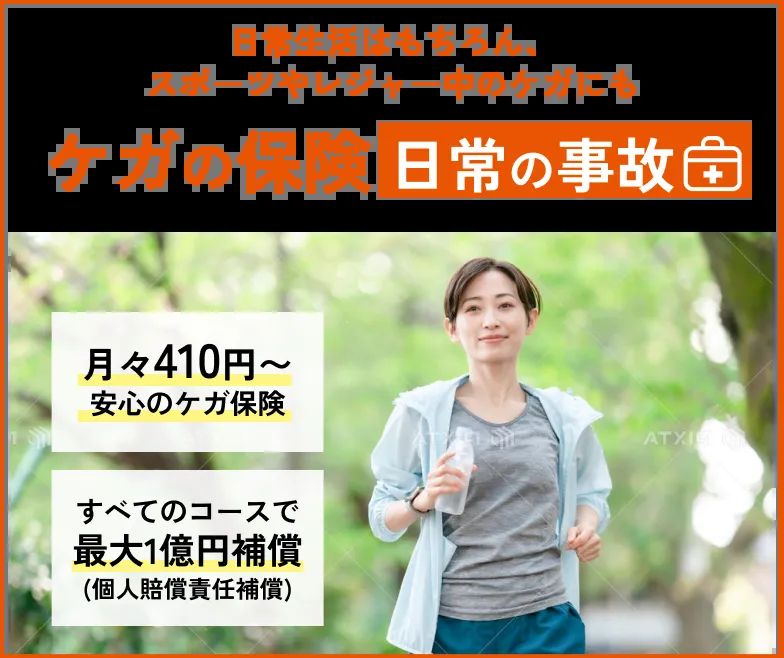 日常生活はもちろん、
スポーツやレジャー中のケガにも
ケガの保険 日常の事故
月々410円～
安心のケガ保険
すべてのコースで
最大1億円補償
(個人賠償責任補償)